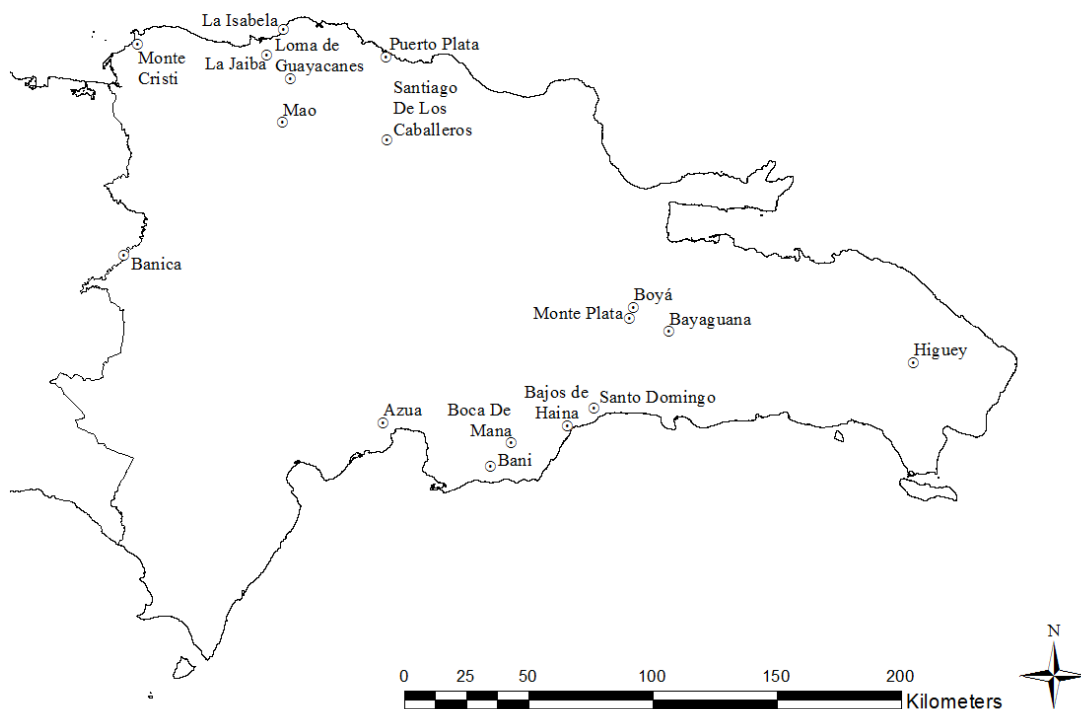 La Isabela
Monte
Cristi
La Jaiba
Loma de
Guayacanes
Puerto Plata
Mao
Santiago
De Los
Caballeros
Banica
Boyá
Monte Plata
Bayaguana
Higuey
Azua
Boca De
Mana
Bajos de
Haina
Santo Domingo
Bani
N
0 25 50 100 150 200
Kilometers